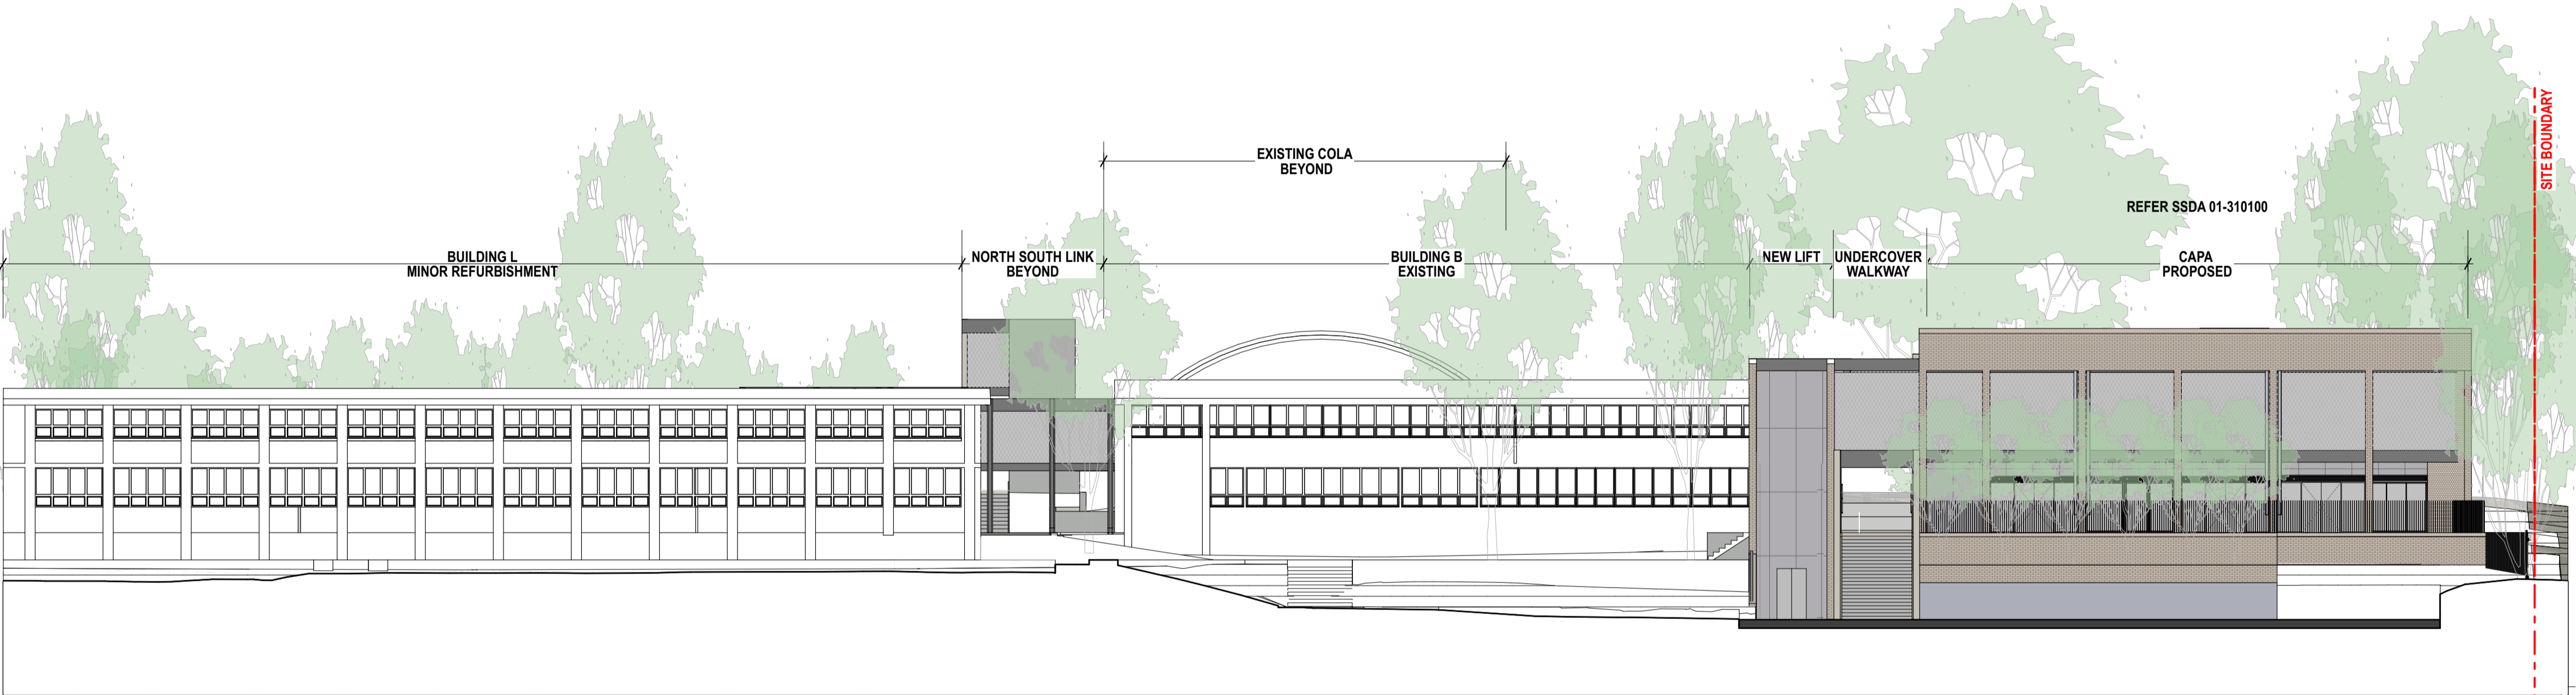 EXISTING COLA
BEYOND
SITE BOUNDARY
REFER SSDA 01-310100
BUILDING L
MINOR REFURBISHMENT
NORTH SOUTH LINK
BEYOND
BUILDING B
EXISTING
NEW LIFT
UNDERCOVER
WALKWAY
CAPA
PROPOSED